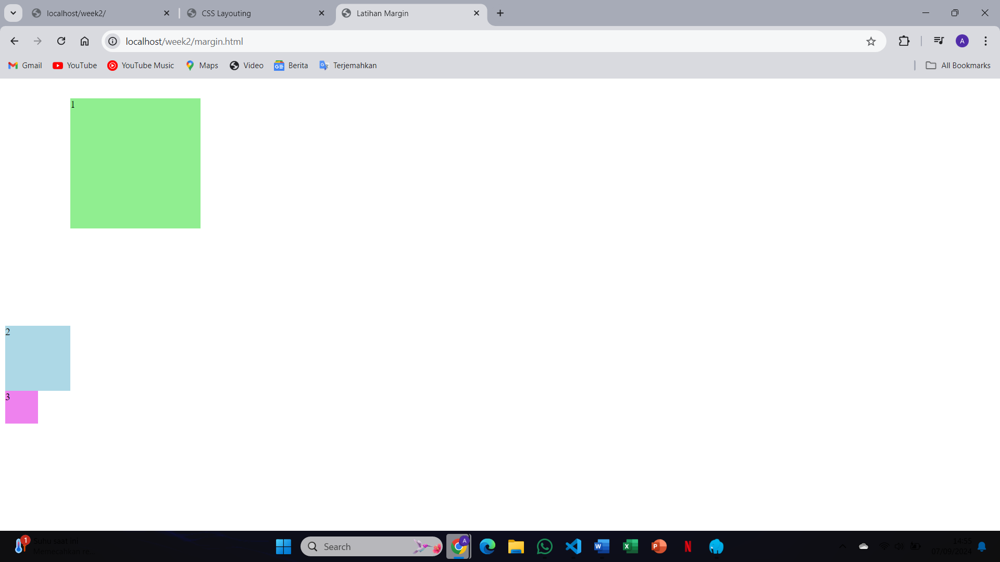 localhost/week2/
CSS Layouting
Latihan Margin
localhost/week2/margin.html
A
Gmail
YouTube
YouTube Music
Maps
Video
Berita
Terjemahkan
All Bookmarks
1
2
3
1
Suhu saat ini
Memecahkan re...
Search
A
14:55
07/09/2024